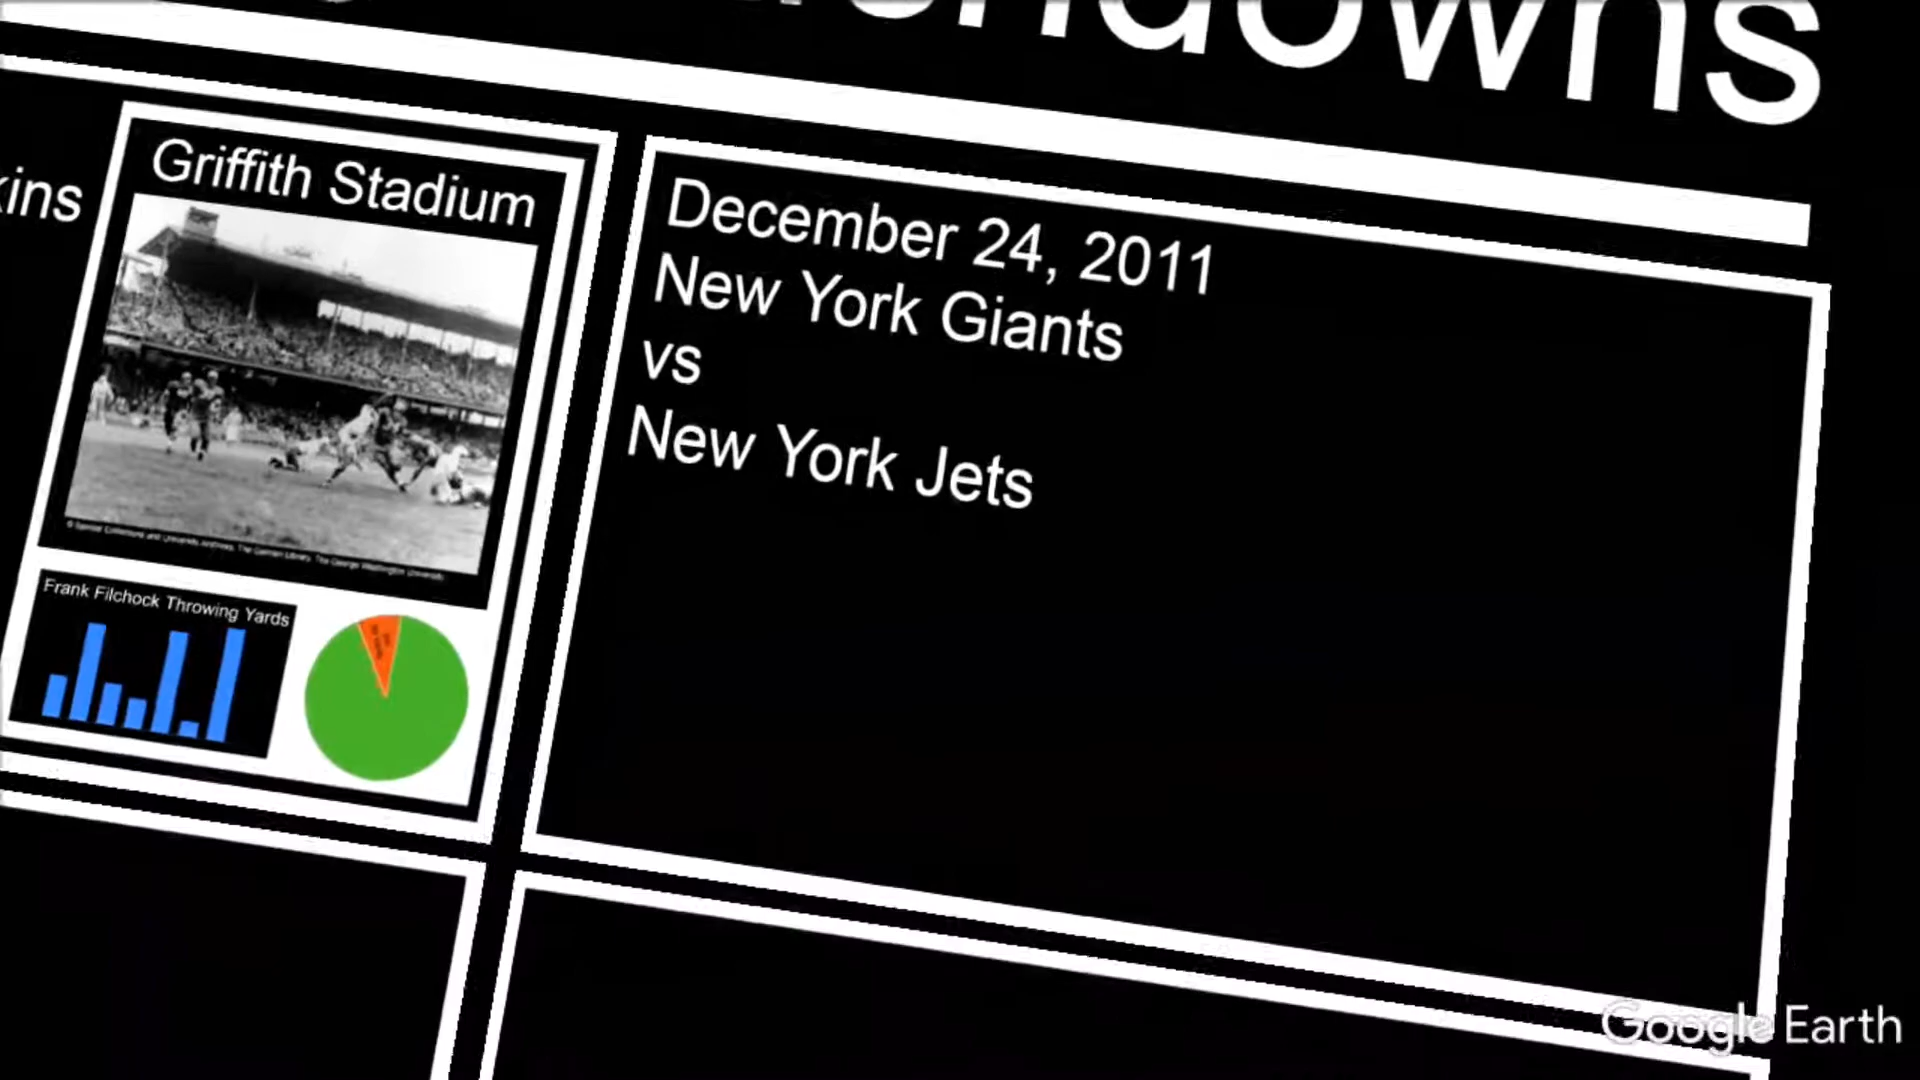 Griffith Stadium
Frank Filchock Throwing Yards
December 24, 2011
New York Giants
vs
New York Jets
Google Earth